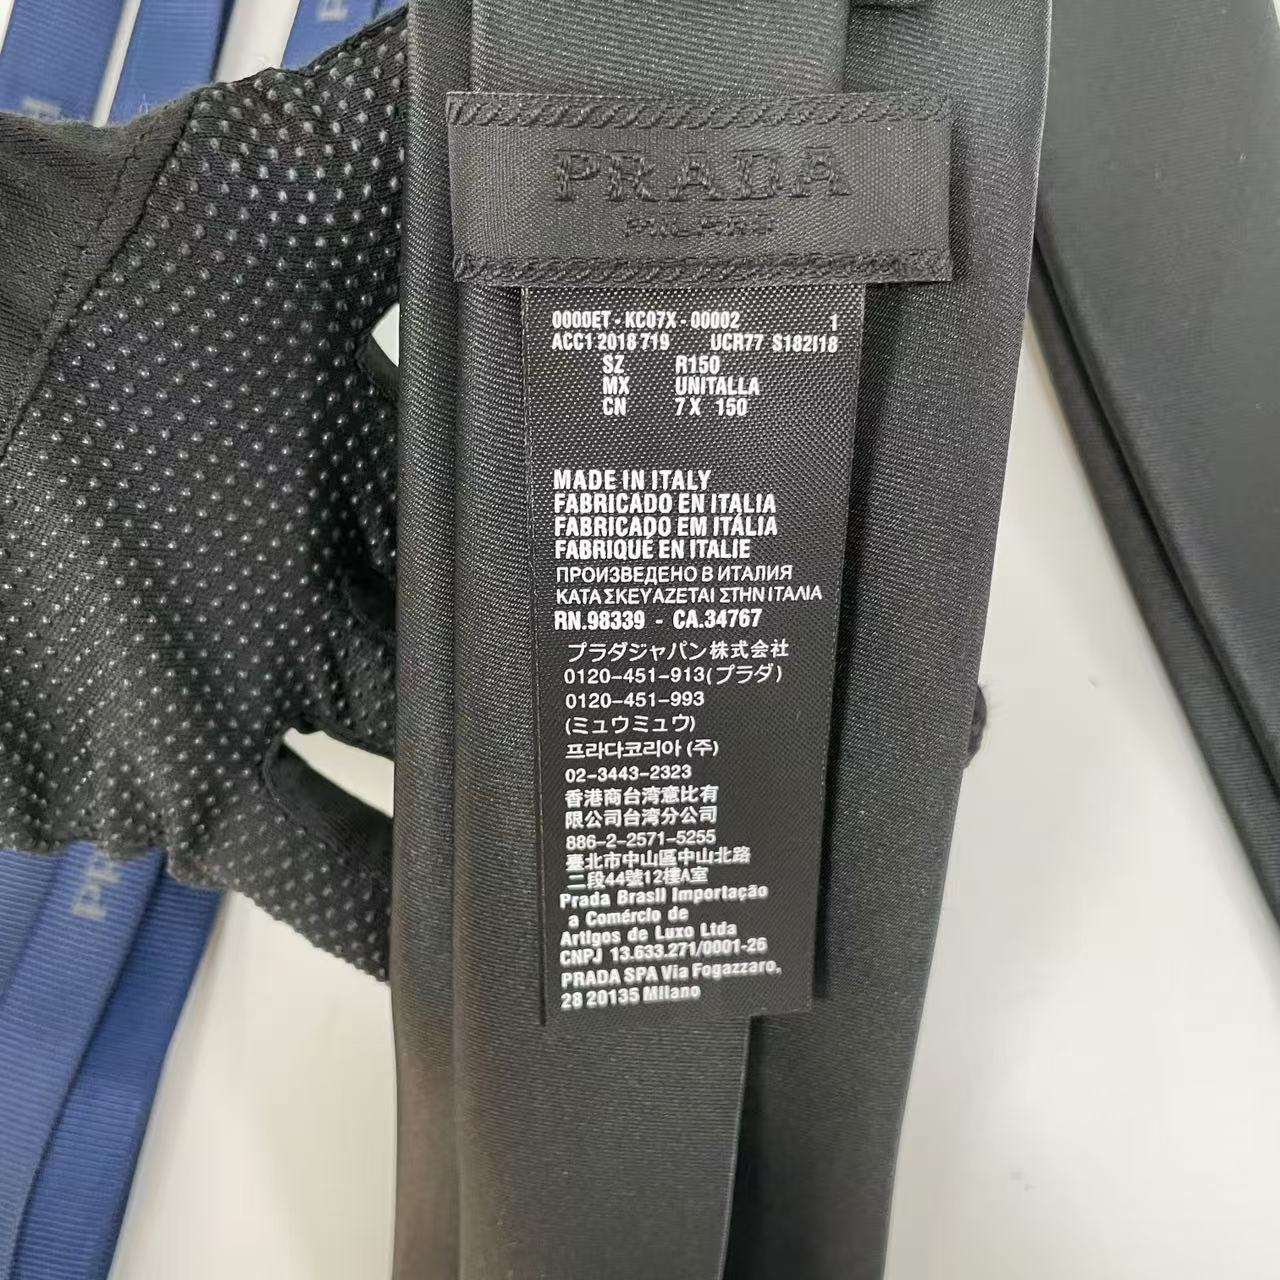 PRADA
MILANO
0000ET - KC07X - 00002 1
ACC1 2018 719 UCR77 S182I18
SZ R150
MX UNITALLA
CN 7 X 150
MADE IN ITALY
FABRICADO EN ITALIA
FABRICADO EM ITÁLIA
FABRIQUÉ EN ITALIE
ПРОИЗВЕДЕНО В ИТАЛИЯ
ΚΑΤΑ ΣΚΕΥ ΑΖΕΤΑΙ ΣΤΗΝ ΙΤΑΛΙΑ
RN.98339 - CA.34767
プラダジャパン株式会社
0120-451-913(プラダ)
0120-451-993
(ミュウミュウ)
프라다코리아 (주)
02-3443-2323
香港商台湾意比有
限公司台湾分公司
886-2-2571-5255
臺北市中山區中山北路
二段44號12樓A室
Prada Brasil Importação
a Comércio de
Artigos de Luxo Ltda
CNPJ 13.633.271/0001-26
PRADA SPA Via Fogazzaro,
28 20135 Milano